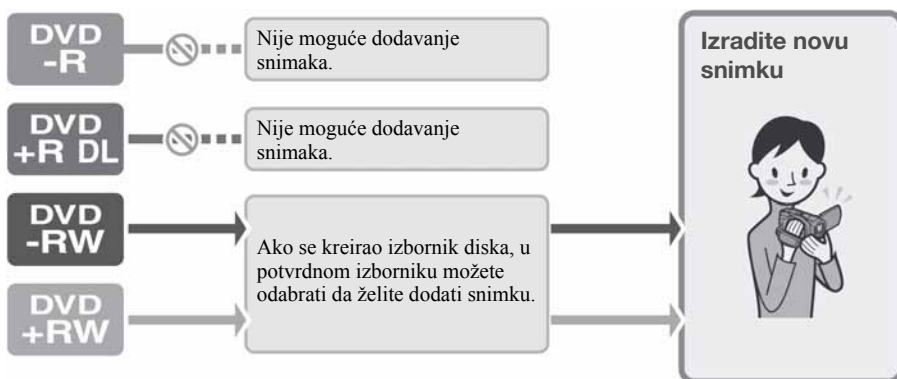 DVD
-R
Nije moguće dodavanje
snimaka.
DVD
+R DL
Nije moguće dodavanje
snimaka.
DVD
-RW
DVD
+RW
Ako se kreirao izbornik diska, u
potvrdnom izborniku možete
odabrati da želite dodati snimku.
Izradite novu
snimku